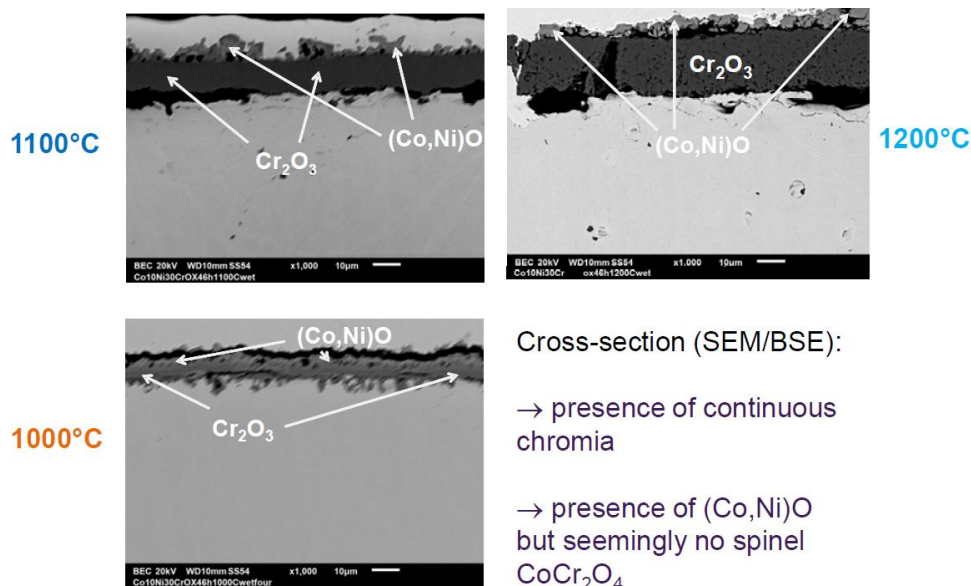 1100°C
Cr₂O₃
(Co,Ni)O
BEC 20kV WD10mm SS54 x1,000 10μm
Co10Ni30CrOX46h1100Cwet
Cr₂O₃
(Co,Ni)O
BEC 20kV WD10mm SS54 x1,000 10μm
Co10Ni30Cr ox46h1200Cwet
1200°C
1000°C
(Co,Ni)O
Cr₂O₃
BEC 20kV WD10mm SS54 x1,000 10μm
Co10Ni30CrOX46h1000Cwetfour
Cross-section (SEM/BSE):
→ presence of continuous
chromia
→ presence of (Co,Ni)O
but seemingly no spinel
CoCr₂O₄